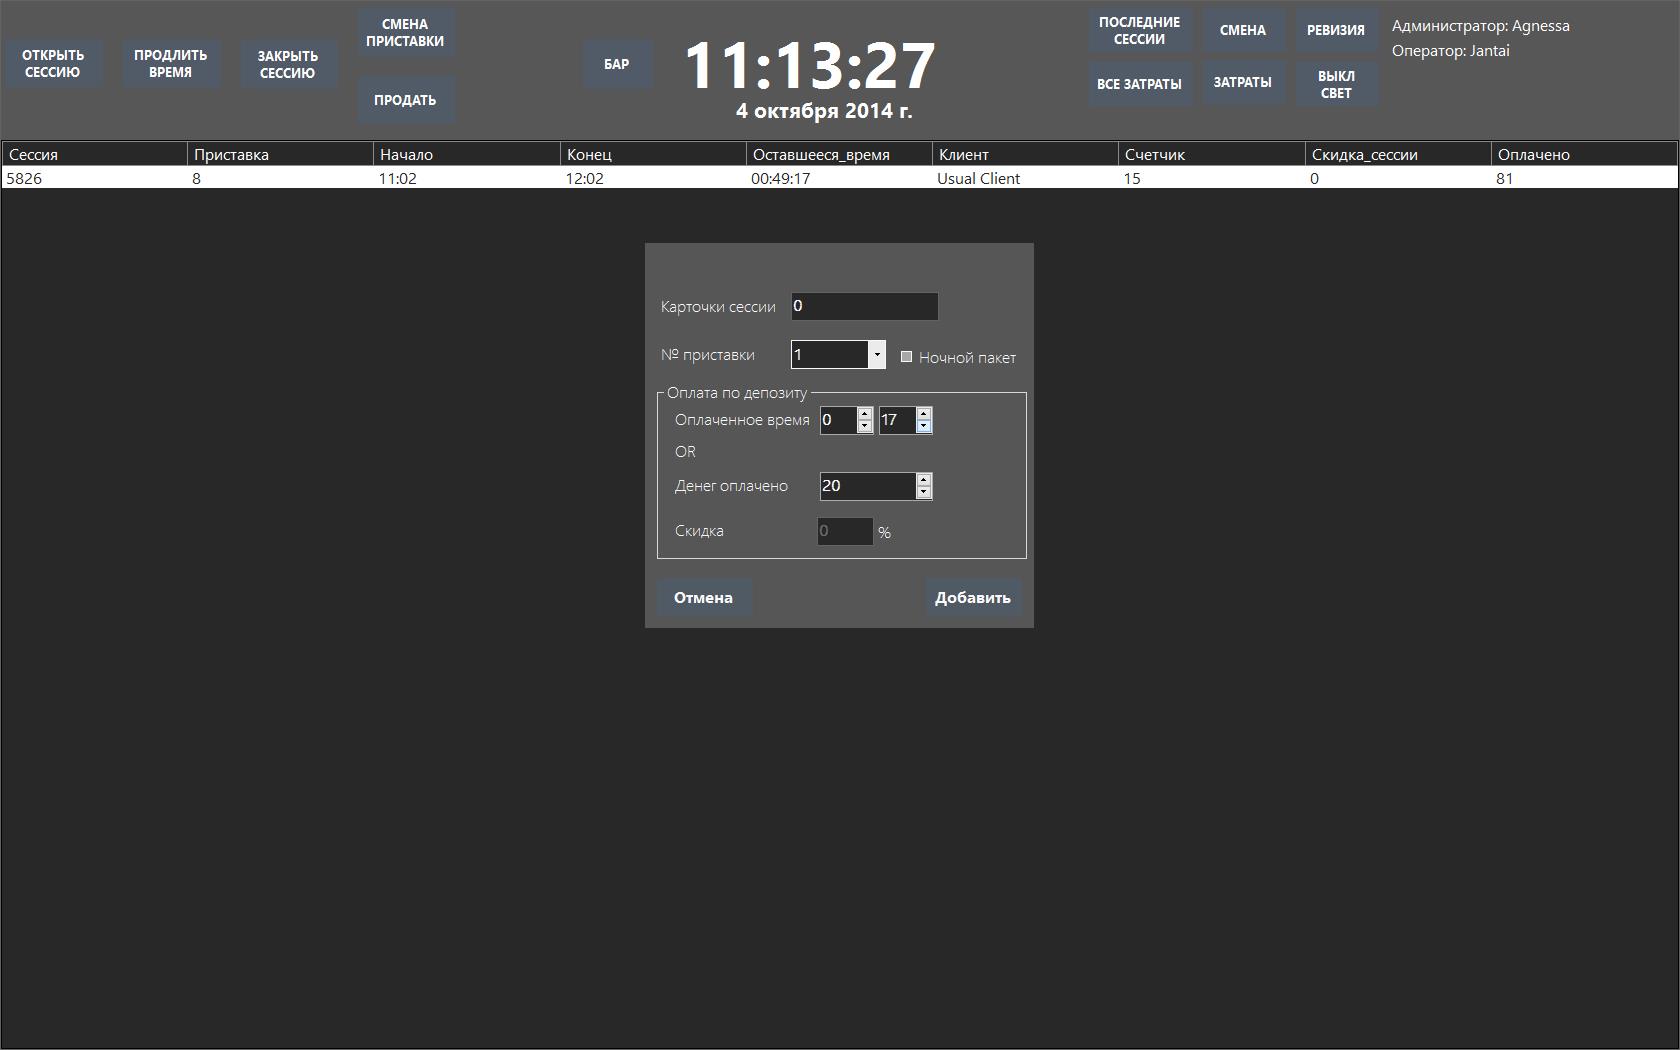 ОТКРЫТЬ
СЕССИЮ
ПРОДЛИТЬ
ВРЕМЯ
ЗАКРЫТЬ
СЕССИЮ
СМЕНА
ПРИСТАВКИ
ПРОДАТЬ
БАР
11:13:27
4 октября 2014 г.
ПОСЛЕДНИЕ
СЕССИИ
СМЕНА
РЕВИЗИЯ
ВСЕ ЗАТРАТЫ
ЗАТРАТЫ
ВЫКЛ
СВЕТ
Администратор: Agnessa
Оператор: Jantai
Сессия Приставка Начало Конец Оставшееся_время Клиент Счетчик Скидка_сессии Оплачено
5826 8 11:02 12:02 00:49:17 Usual Client 15 0 81
Карточки сессии 0
№ приставки 1 Ночной пакет
Оплата по депозиту
Оплаченное время 0 17
OR
Денег оплачено 20
Скидка 0 %
Отмена Добавить